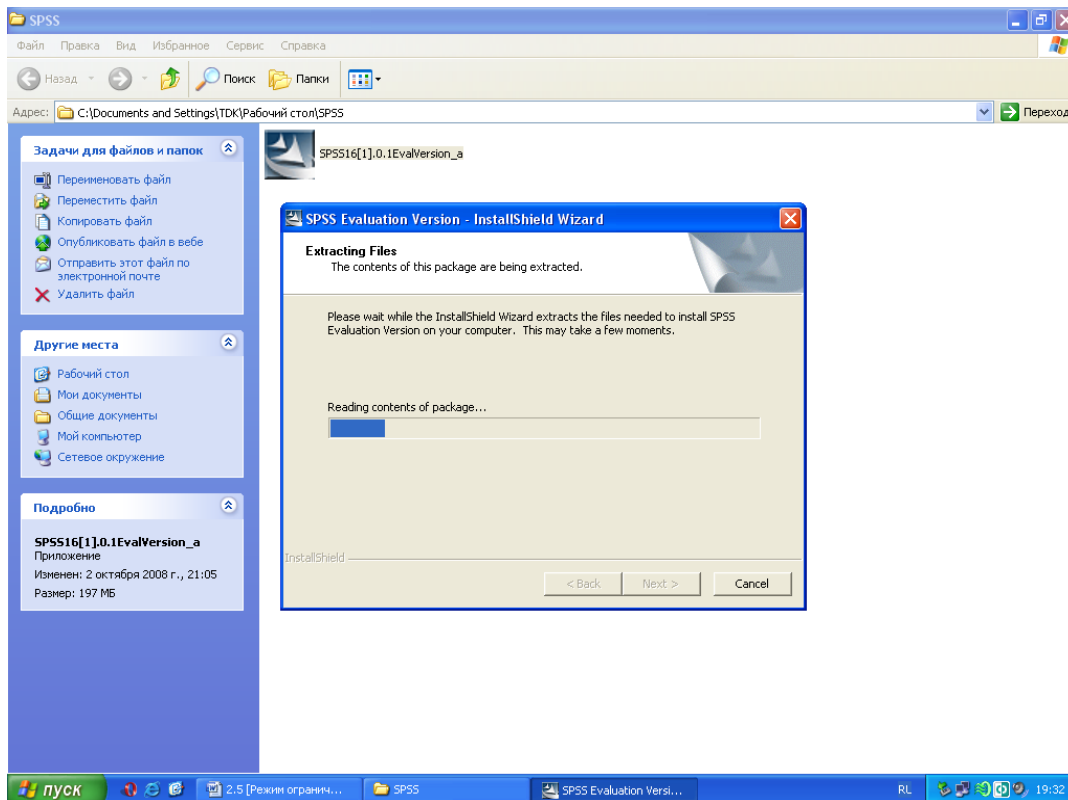 SPSS
Файл Правка Вид Избранное Сервис Справка
Назад Поиск Папки
Адрес: C:\Documents and Settings\TDK\Рабочий стол\SPSS Переход
Задачи для файлов и папок
Переименовать файл
Переместить файл
Копировать файл
Опубликовать файл в вебе
Отправить этот файл по
электронной почте
Удалить файл
Другие места
Рабочий стол
Мои документы
Общие документы
Мой компьютер
Сетевое окружение
Подробно
SPSS16[1].0.1EvalVersion_a
Приложение
Изменен: 2 октября 2008 г., 21:05
Размер: 197 МБ
SPSS16[1].0.1EvalVersion_a
SPSS Evaluation Version - InstallShield Wizard
Extracting Files
The contents of this package are being extracted.
Please wait while the InstallShield Wizard extracts the files needed to install SPSS
Evaluation Version on your computer. This may take a few moments.
Reading contents of package...
InstallShield
< Back Next > Cancel
пуск 2.5 [Режим огранич... SPSS SPSS Evaluation Versi... RL 19:32